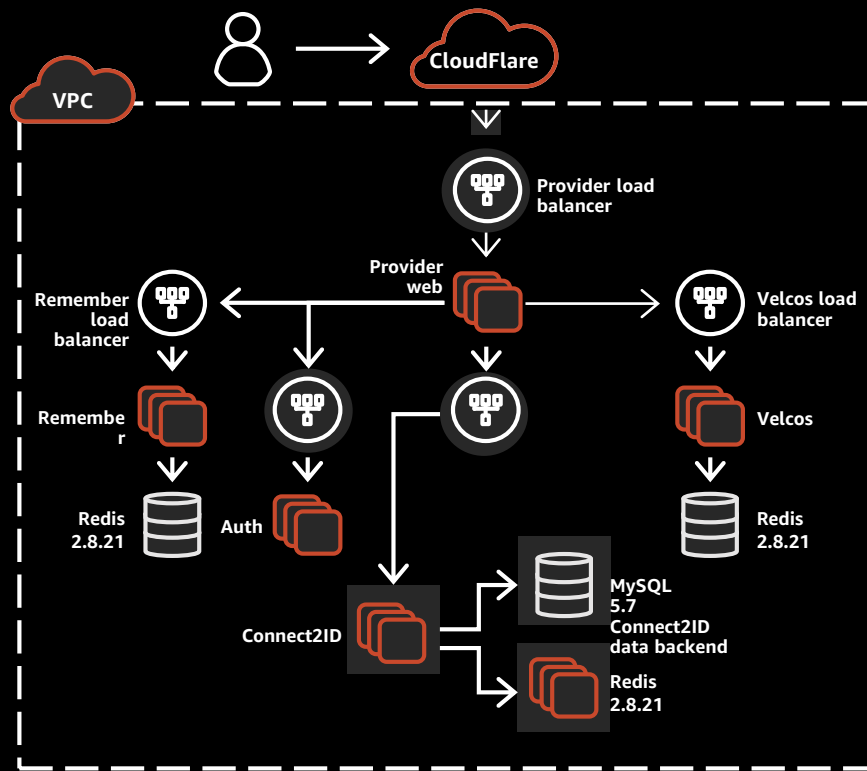 CloudFlare
VPC
Provider load
balancer
Provider
web
Remember
load
balancer
Velcos load
balancer
Remembe
r
Velcos
Redis
2.8.21
Auth
Redis
2.8.21
Connect2ID
MySQL
5.7
Connect2ID
data backend
Redis
2.8.21